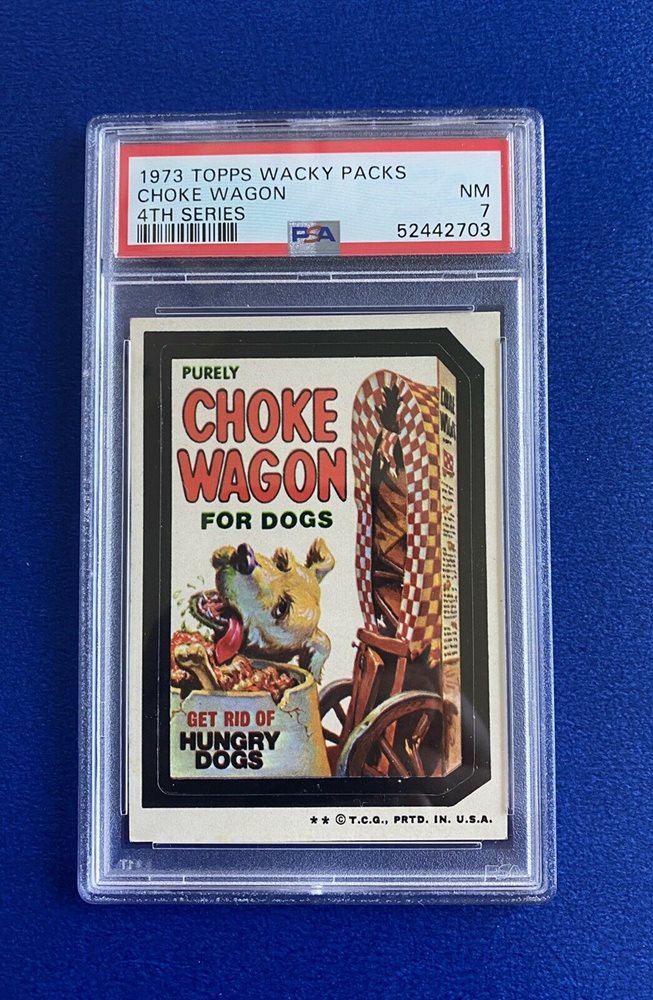 1973 TOPPS WACKY PACKS
CHOKE WAGON
4TH SERIES
NM
7
52442703
PSA
PURELY
CHOKE
WAGON
FOR DOGS
GET RID OF
HUNGRY
DOGS
** © T.C.G., PRTD. IN. U.S.A.
PSA